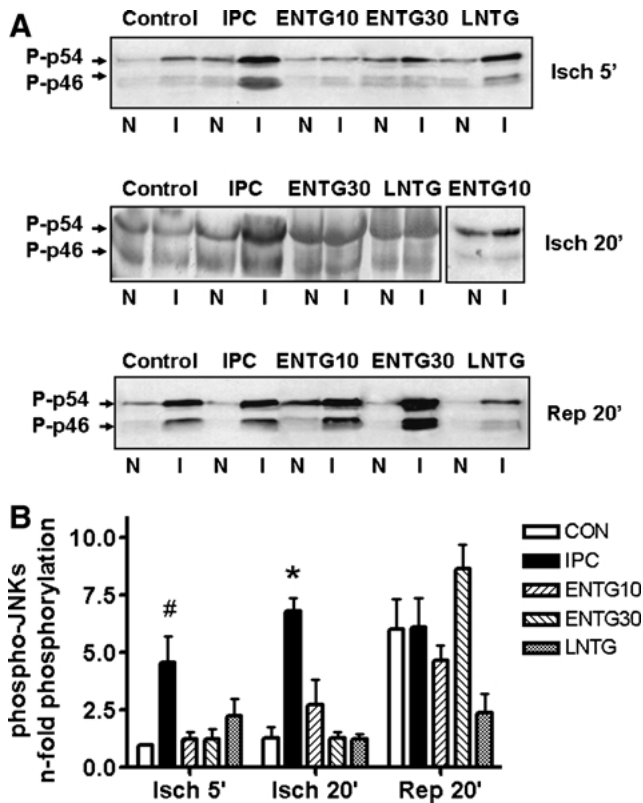 A
Control IPC ENTG10 ENTG30 LNTG
P-p54
P-p46
Isch 5'
N I N I N I N I N I
Control IPC ENTG30 LNTG ENTG10
P-p54
P-p46
Isch 20'
N I N I N I N I N I
Control IPC ENTG10 ENTG30 LNTG
P-p54
P-p46
Rep 20'
N I N I N I N I N I
B
phospho-JNKs
n-fold phosphorylation
10.0
7.5
5.0
2.5
0.0
#
*
Isch 5' Isch 20' Rep 20'
CON
IPC
ENTG10
ENTG30
LNTG